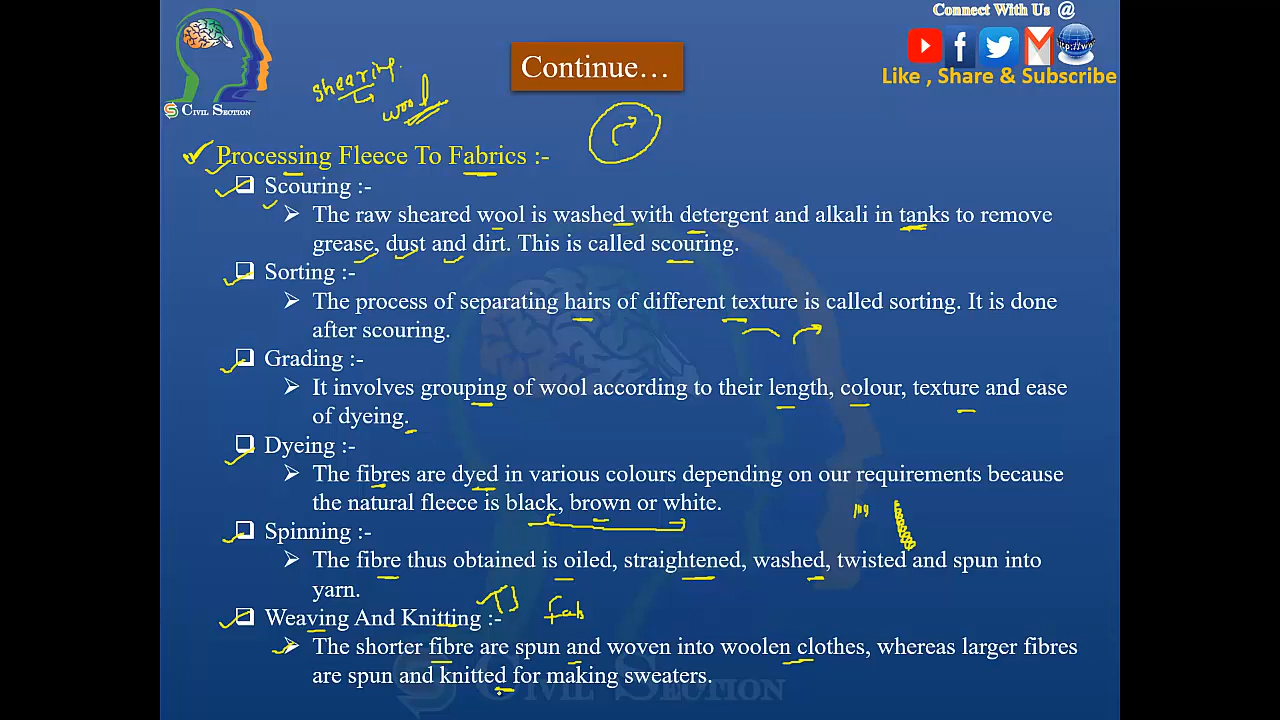 Connect With Us @
http://www
Like , Share & Subscribe
CS CIVIL SECTION
Continue…
shearing.
wool
Processing Fleece To Fabrics :-
Scouring :-
The raw sheared wool is washed with detergent and alkali in tanks to remove
grease, dust and dirt. This is called scouring.
Sorting :-
The process of separating hairs of different texture is called sorting. It is done
after scouring.
Grading :-
It involves grouping of wool according to their length, colour, texture and ease
of dyeing.
Dyeing :-
The fibres are dyed in various colours depending on our requirements because
the natural fleece is black, brown or white.
Spinning :-
The fibre thus obtained is oiled, straightened, washed, twisted and spun into
yarn.
Weaving And Knitting :-
fab
The shorter fibre are spun and woven into woolen clothes, whereas larger fibres
are spun and knitted for making sweaters.
CIVIL SECTION